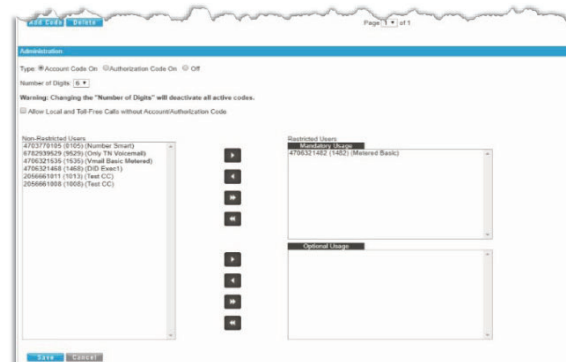 Add Code Delete Page 1 of 1
Administration
Type: Account Code On Authorization Code On Off
Number of Digits: 6
Warning: Changing the "Number of Digits" will deactivate all active codes.
Allow Local and Toll-Free Calls without Account/Authorization Code
Non-Restricted Users
4703770105 (0105) (Number Smart)
6782939529 (9529) (Only TN Voicemail)
4706321535 (1535) (Vmail Basic Metered)
4706321468 (1468) (DID Exec1)
2056661011 (1013) (Test CC)
2056661008 (1008) (Test CC)
Restricted Users
Mandatory Usage
4706321482 (1482) (Metered Basic)
Optional Usage
Save Cancel